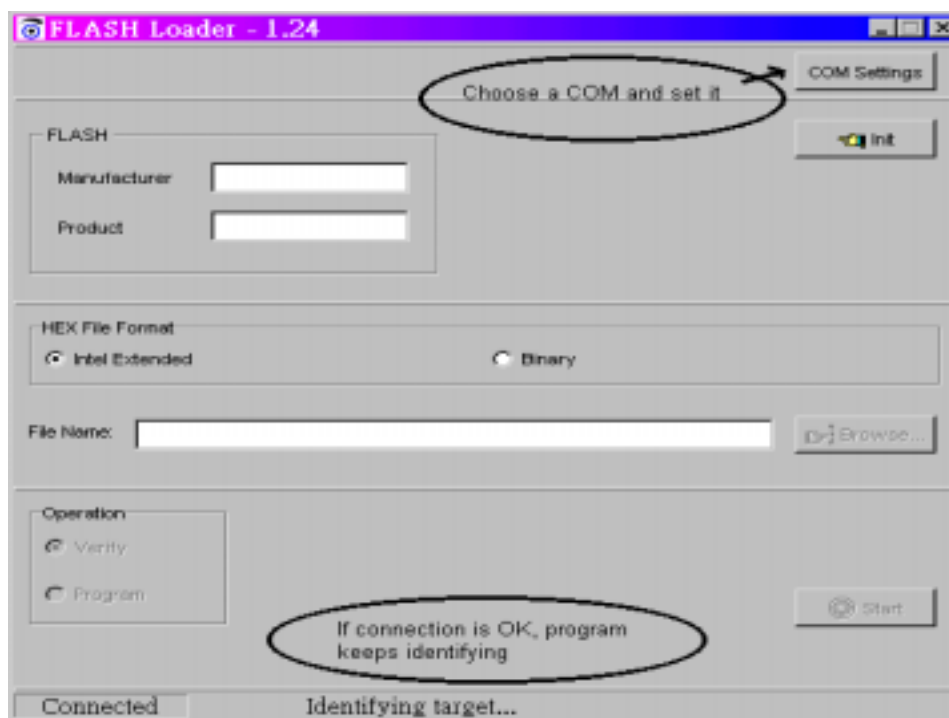 FLASH Loader - 1.24
COM Settings
Choose a COM and set it
Init
FLASH
Manufacturer
Product
HEX File Format
Intel Extended
Binary
File Name:
Browse...
Operation
Verify
Program
Start
If connection is OK, program
keeps identifying
Connected
Identifying target...